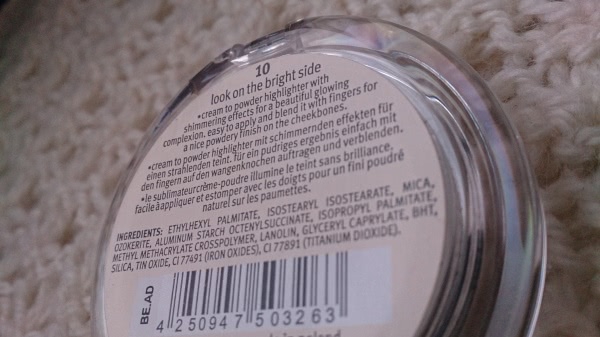 10
look on the bright side
•cream to powder highlighter with
shimmering effects for a beautiful glowing
complexion. easy to apply and blend it with fingers for
a nice powdery finish on the cheekbones.
•cream to powder highlighter mit schimmernden effekten für
einen strahlenden teint. für ein pudriges ergebnis einfach mit
den fingern auf den wangenknochen auftragen und verblenden.
•le sublimateur crème-poudre illumine le teint sans brillance.
facile à appliquer et estomper avec les doigts pour un fini poudré
naturel sur les paumettes.
INGREDIENTS: ETHYLHEXYL PALMITATE, ISOSTEARYL ISOSTEARATE, MICA,
OZOKERITE, ALUMINUM STARCH OCTENYLSUCCINATE, ISOPROPYL PALMITATE,
METHYL METHACRYLATE CROSSPOLYMER, LANOLIN, GLYCERYL CAPRYLATE, BHT,
SILICA, TIN OXIDE, CI 77491 (IRON OXIDES), CI 77891 (TITANIUM DIOXIDE).
BE.AD
4 250947 503263